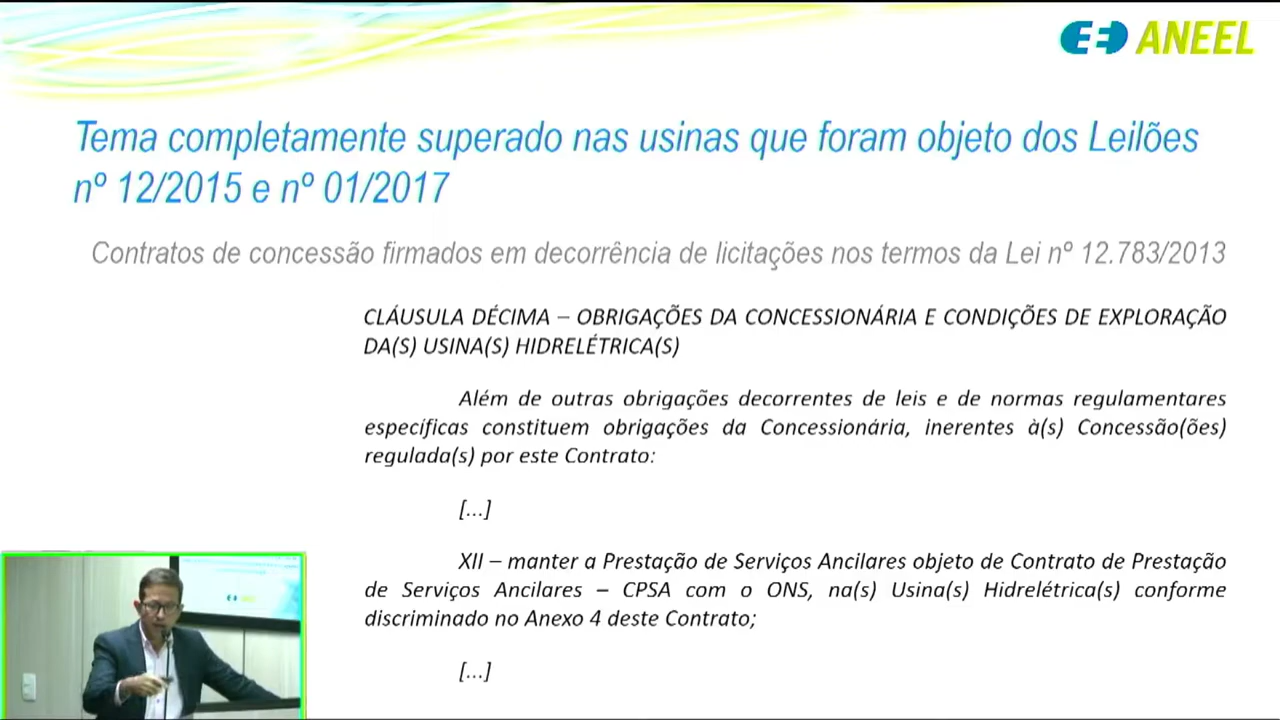 ANEEL
Tema completamente superado nas usinas que foram objeto dos Leilões
nº 12/2015 e nº 01/2017
Contratos de concessão firmados em decorrência de licitações nos termos da Lei nº 12.783/2013
CLÁUSULA DÉCIMA – OBRIGAÇÕES DA CONCESSIONÁRIA E CONDIÇÕES DE EXPLORAÇÃO
DA(S) USINA(S) HIDRELÉTRICA(S)
Além de outras obrigações decorrentes de leis e de normas regulamentares
específicas constituem obrigações da Concessionária, inerentes à(s) Concessão(ões)
regulada(s) por este Contrato:
[...]
XII – manter a Prestação de Serviços Ancilares objeto de Contrato de Prestação
de Serviços Ancilares – CPSA com o ONS, na(s) Usina(s) Hidrelétrica(s) conforme
discriminado no Anexo 4 deste Contrato;
[...]